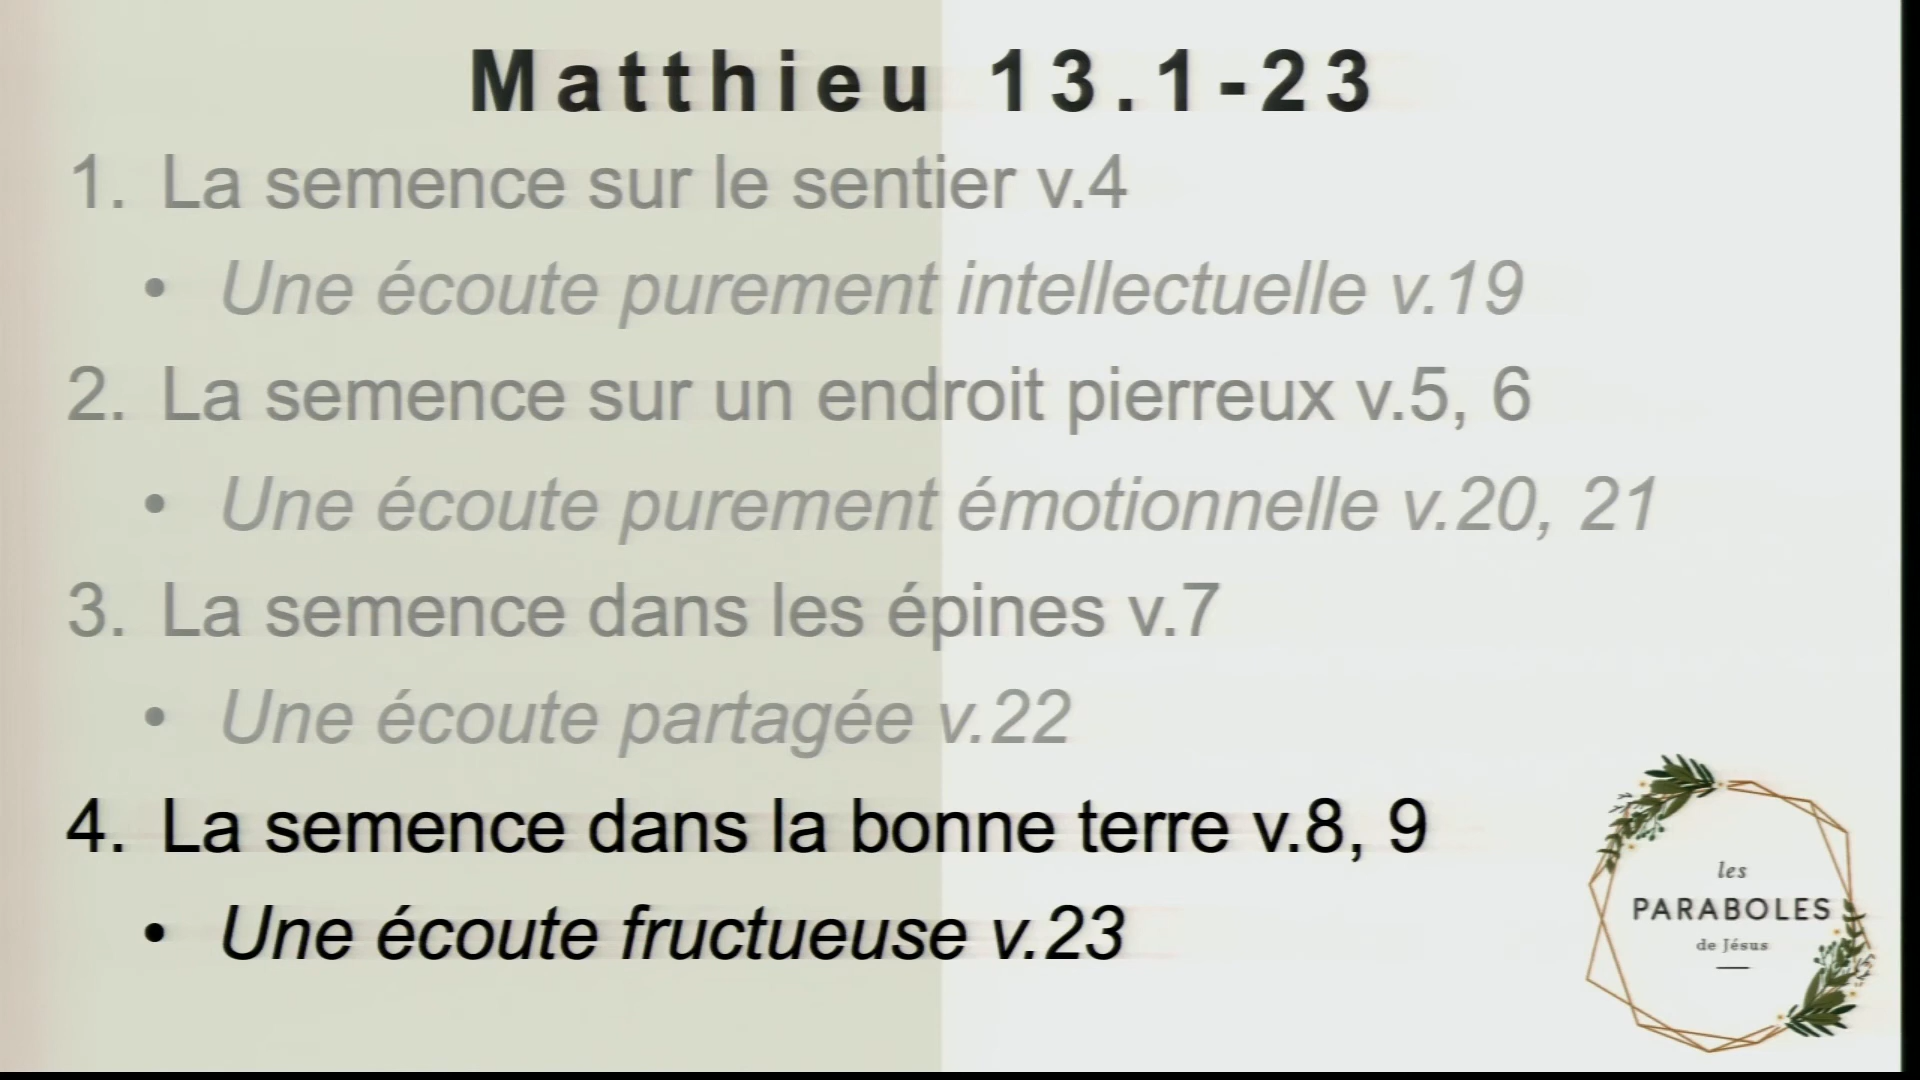 Matthieu 13.1-23
1. La semence sur le sentier v.4
• Une écoute purement intellectuelle v.19
2. La semence sur un endroit pierreux v.5, 6
• Une écoute purement émotionnelle v.20, 21
3. La semence dans les épines v.7
• Une écoute partagée v.22
4. La semence dans la bonne terre v.8, 9
• Une écoute fructueuse v.23
les
PARABOLES
de Jésus